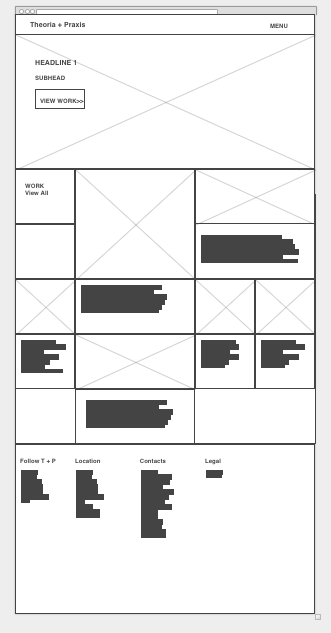 Theoria + Praxis
MENU
HEADLINE 1
SUBHEAD
VIEW WORK>>
WORK
View All
Follow T + P
Location
Contacts
Legal